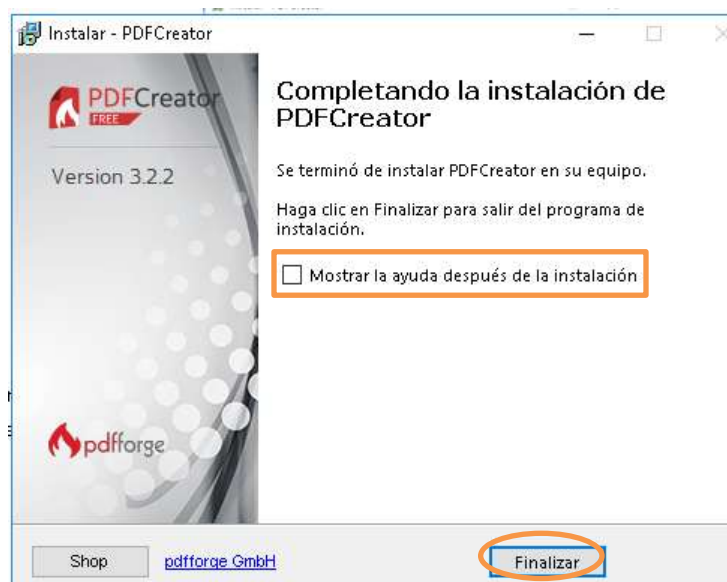 Instalar - PDFCreator
PDFCreator
FREE
Version 3.2.2
Completando la instalación de
PDFCreator
Se terminó de instalar PDFCreator en su equipo.
Haga clic en Finalizar para salir del programa de
instalación.
Mostrar la ayuda después de la instalación
pdfforge
Shop
pdfforge GmbH
Finalizar